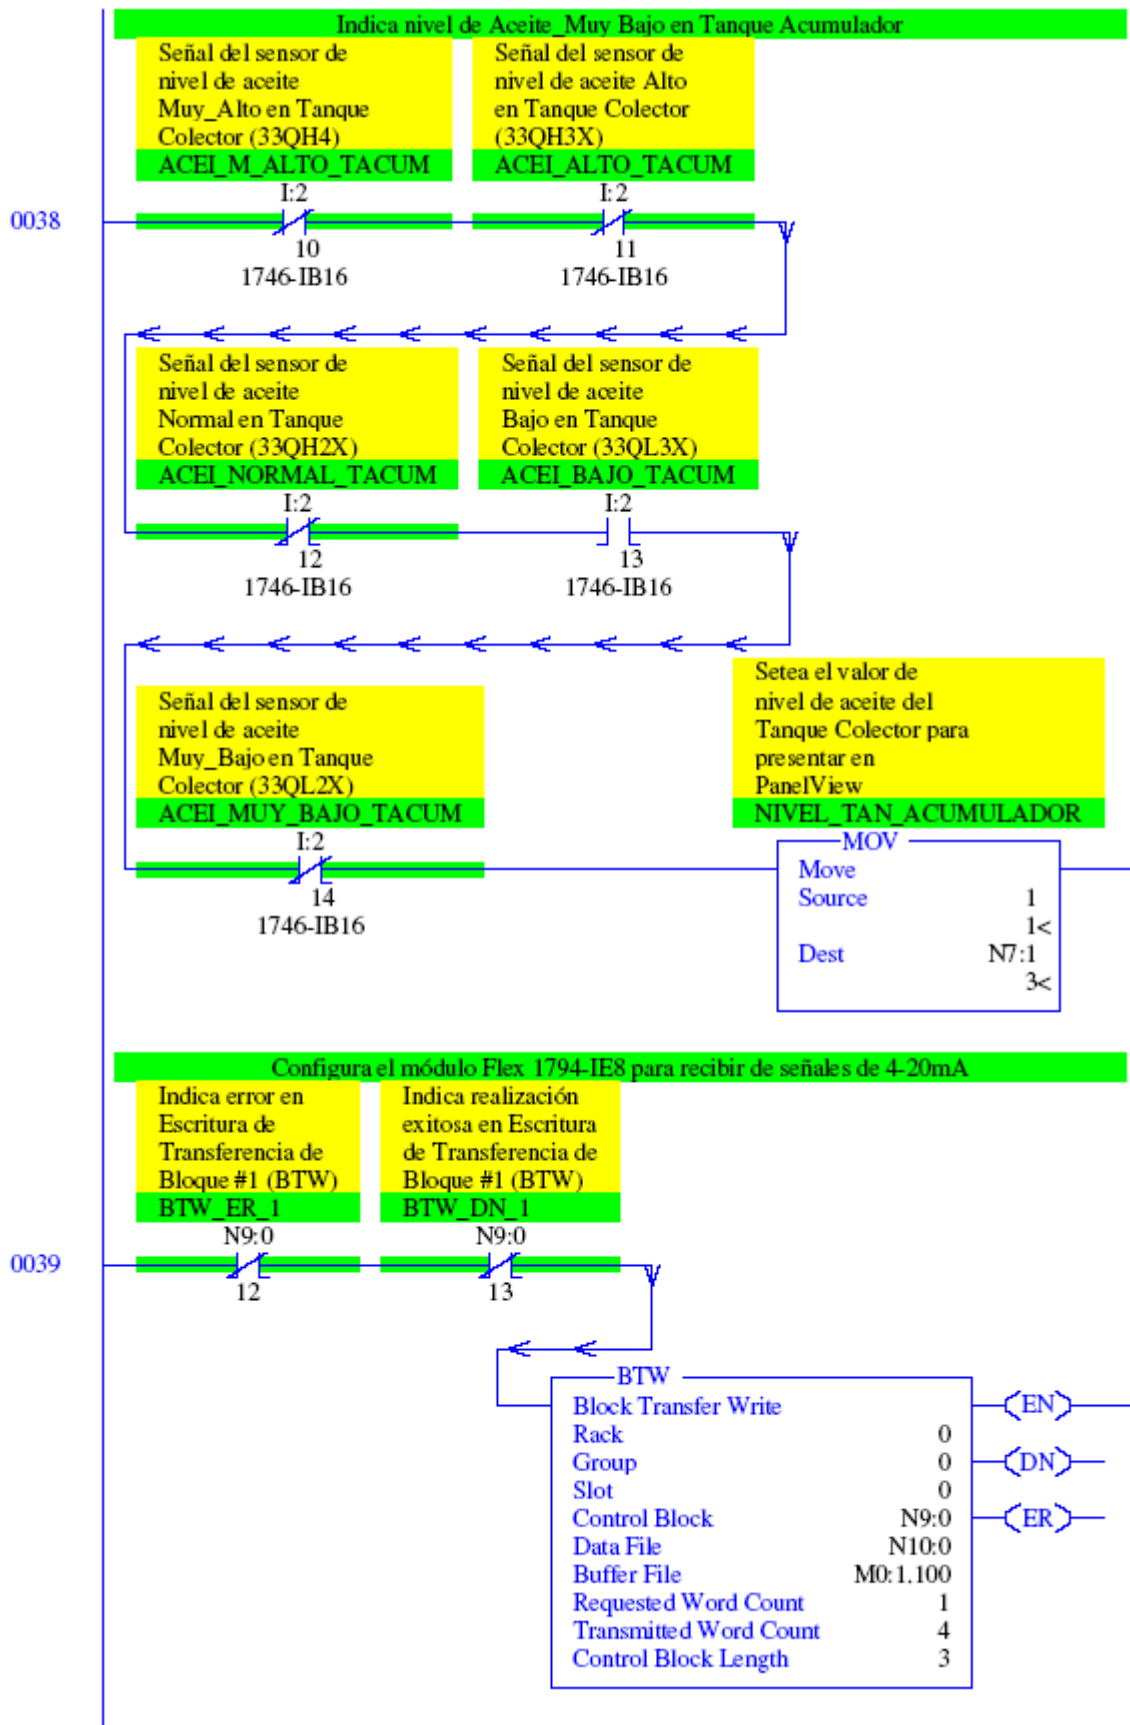 Indica nivel de Aceite_Muy Bajo en Tanque Acumulador
Señal del sensor de
nivel de aceite
Muy_Alto en Tanque
Colector (33QH4)
ACEI_M_ALTO_TACUM
I:2
10
1746-IB16
Señal del sensor de
nivel de aceite Alto
en Tanque Colector
(33QH3X)
ACEI_ALTO_TACUM
I:2
11
1746-IB16
0038
Señal del sensor de
nivel de aceite
Normal en Tanque
Colector (33QH2X)
ACEI_NORMAL_TACUM
I:2
12
1746-IB16
Señal del sensor de
nivel de aceite
Bajo en Tanque
Colector (33QL3X)
ACEI_BAJO_TACUM
I:2
13
1746-IB16
Señal del sensor de
nivel de aceite
Muy_Bajo en Tanque
Colector (33QL2X)
ACEI_MUY_BAJO_TACUM
I:2
14
1746-IB16
Setea el valor de
nivel de aceite del
Tanque Colector para
presentar en
PanelView
NIVEL_TAN_ACUMULADOR
MOV
Move
Source 1
1<
Dest N7:1
3<
Configura el módulo Flex 1794-IE8 para recibir de señales de 4-20mA
Indica error en
Escritura de
Transferencia de
Bloque #1 (BTW)
BTW_ER_1
N9:0
12
Indica realización
exitosa en Escritura
de Transferencia de
Bloque #1 (BTW)
BTW_DN_1
N9:0
13
0039
BTW
Block Transfer Write
Rack 0
Group 0
Slot 0
Control Block N9:0
Data File N10:0
Buffer File M0:1.100
Requested Word Count 1
Transmitted Word Count 4
Control Block Length 3
EN
DN
ER